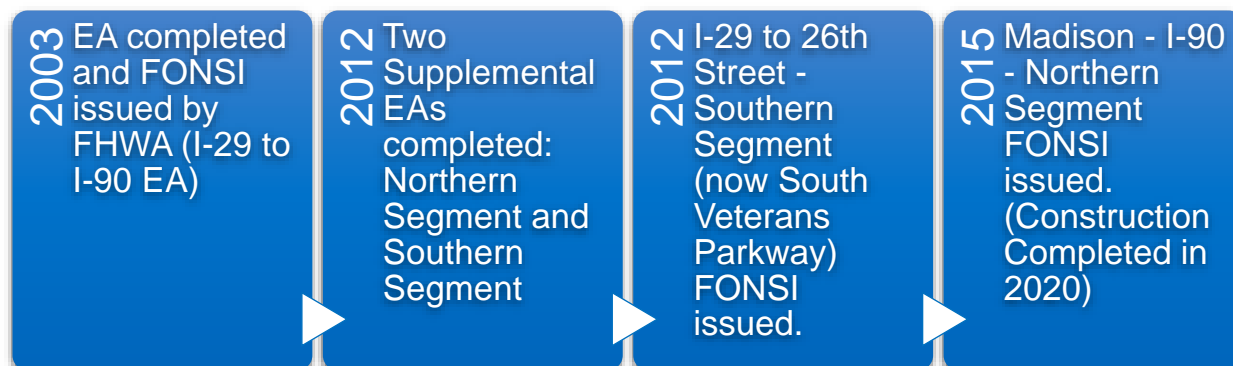 2003
EA completed
and FONSI
issued by
FHWA (I-29 to
I-90 EA)
2012
Two
Supplemental
EAs
completed:
Northern
Segment and
Southern
Segment
2012
I-29 to 26th
Street -
Southern
Segment
(now South
Veterans
Parkway)
FONSI
issued.
2015
Madison - I-90
- Northern
Segment
FONSI
issued.
(Construction
Completed in
2020)